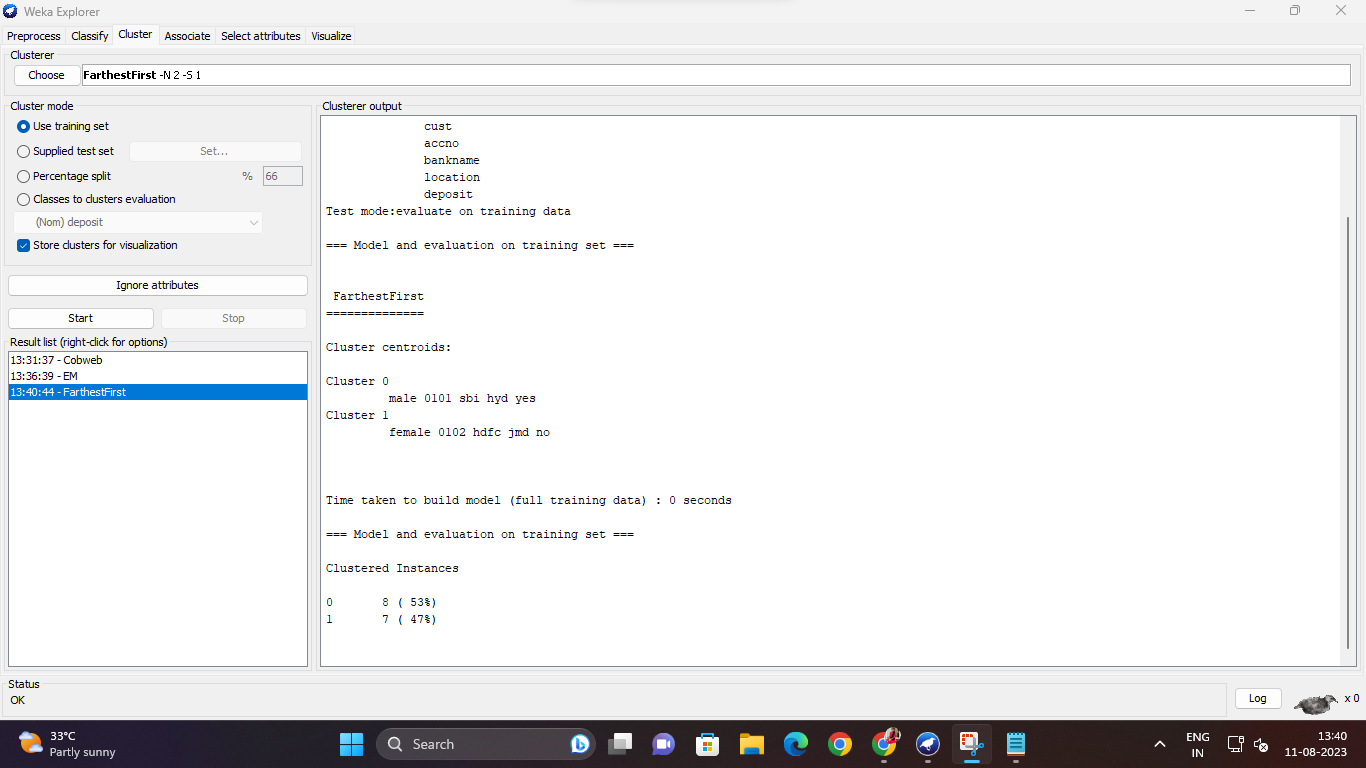 Weka Explorer
Preprocess Classify Cluster Associate Select attributes Visualize
Clusterer
Choose FarthestFirst -N 2 -S 1
Cluster mode
Use training set
Supplied test set Set...
Percentage split % 66
Classes to clusters evaluation
(Nom) deposit
Store clusters for visualization
Ignore attributes
Start Stop
Result list (right-click for options)
13:31:37 - Cobweb
13:36:39 - EM
13:40:44 - FarthestFirst
Clusterer output
cust
accno
bankname
location
deposit
Test mode:evaluate on training data
=== Model and evaluation on training set ===
FarthestFirst
==============
Cluster centroids:
Cluster 0
male 0101 sbi hyd yes
Cluster 1
female 0102 hdfc jmd no
Time taken to build model (full training data) : 0 seconds
=== Model and evaluation on training set ===
Clustered Instances
0 8 ( 53%)
1 7 ( 47%)
Status
OK
Log x 0
33°C
Partly sunny
Search
ENG
IN
13:40
11-08-2023